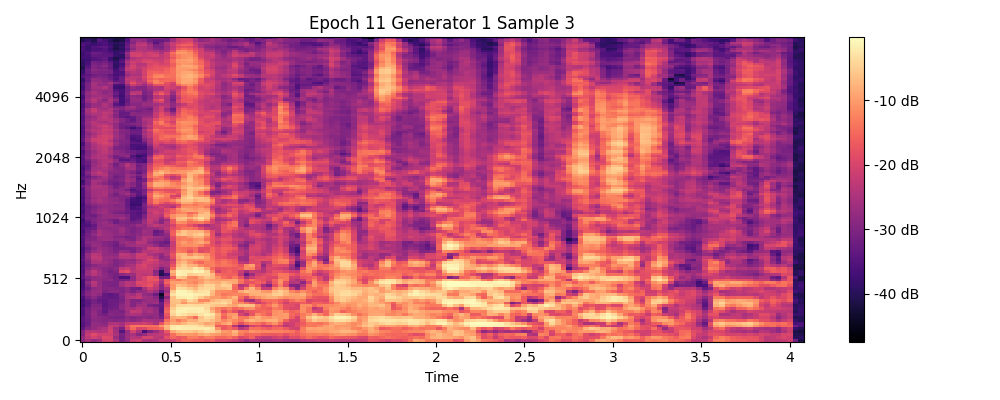 Epoch 11 Generator 1 Sample 3
Hz
4096
2048
1024
512
0
0 0.5 1 1.5 2 2.5 3 3.5 4
Time
-10 dB
-20 dB
-30 dB
-40 dB